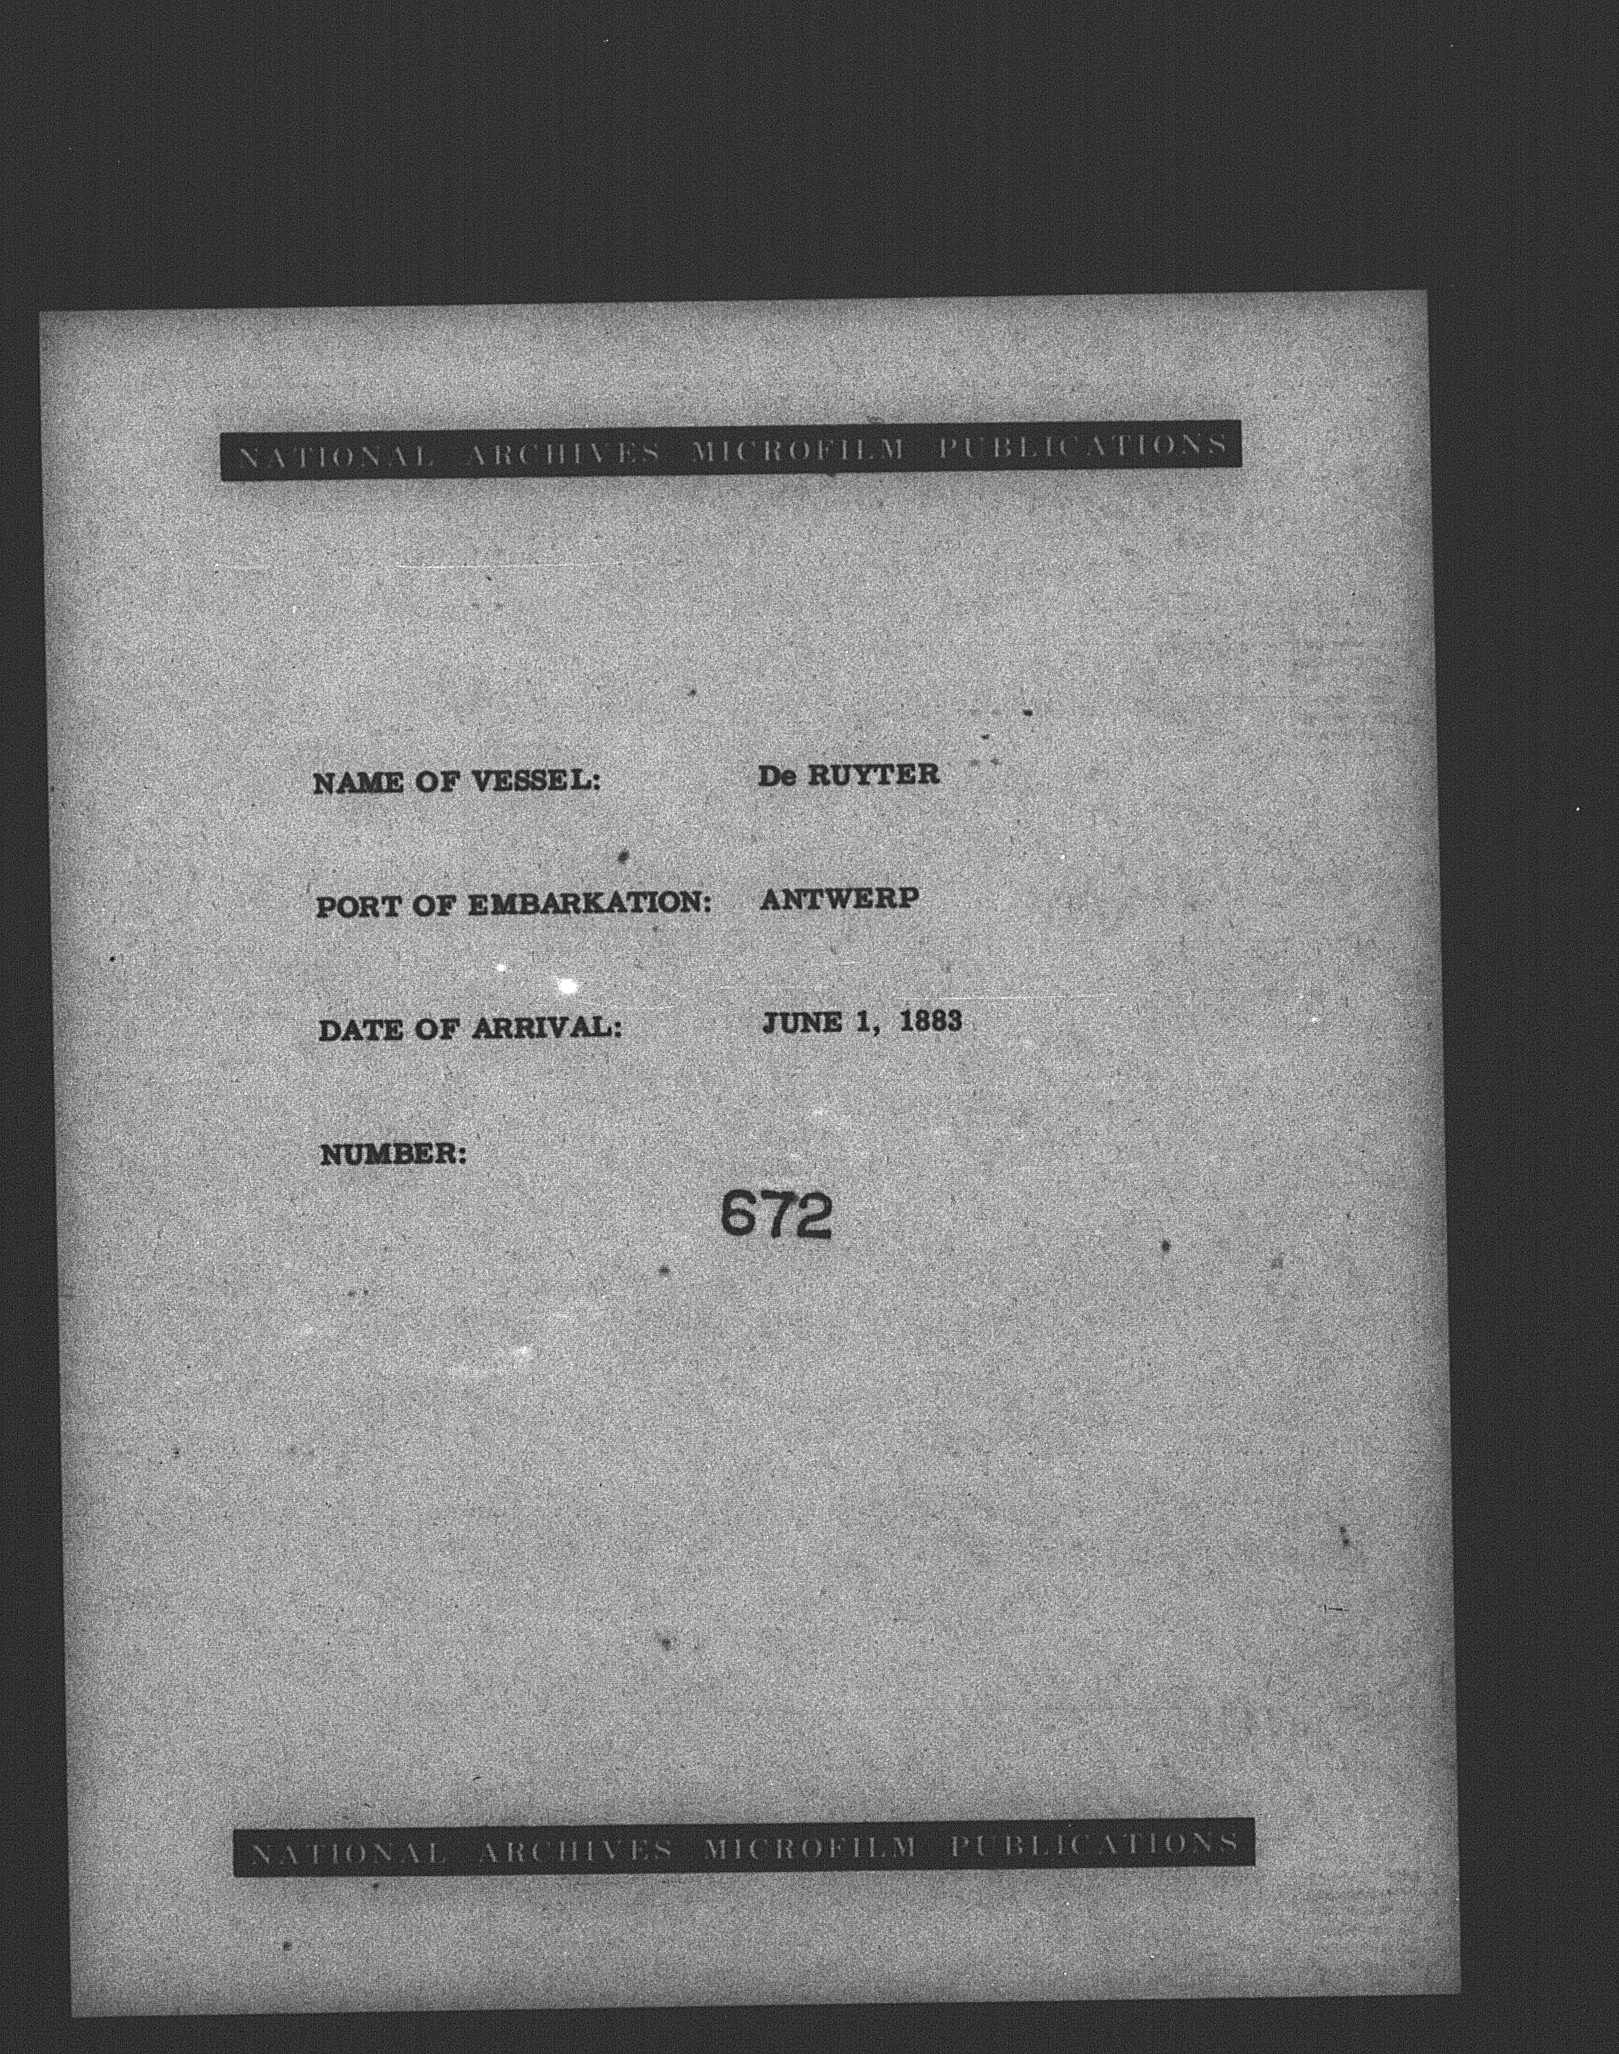 NATIONAL ARCHIVES MICROFILM PUBLICATIONS
NAME OF VESSEL: De RUYTER
PORT OF EMBARKATION: ANTWERP
DATE OF ARRIVAL: JUNE 1, 1883
NUMBER:
672
NATIONAL ARCHIVES MICROFILM PUBLICATIONS